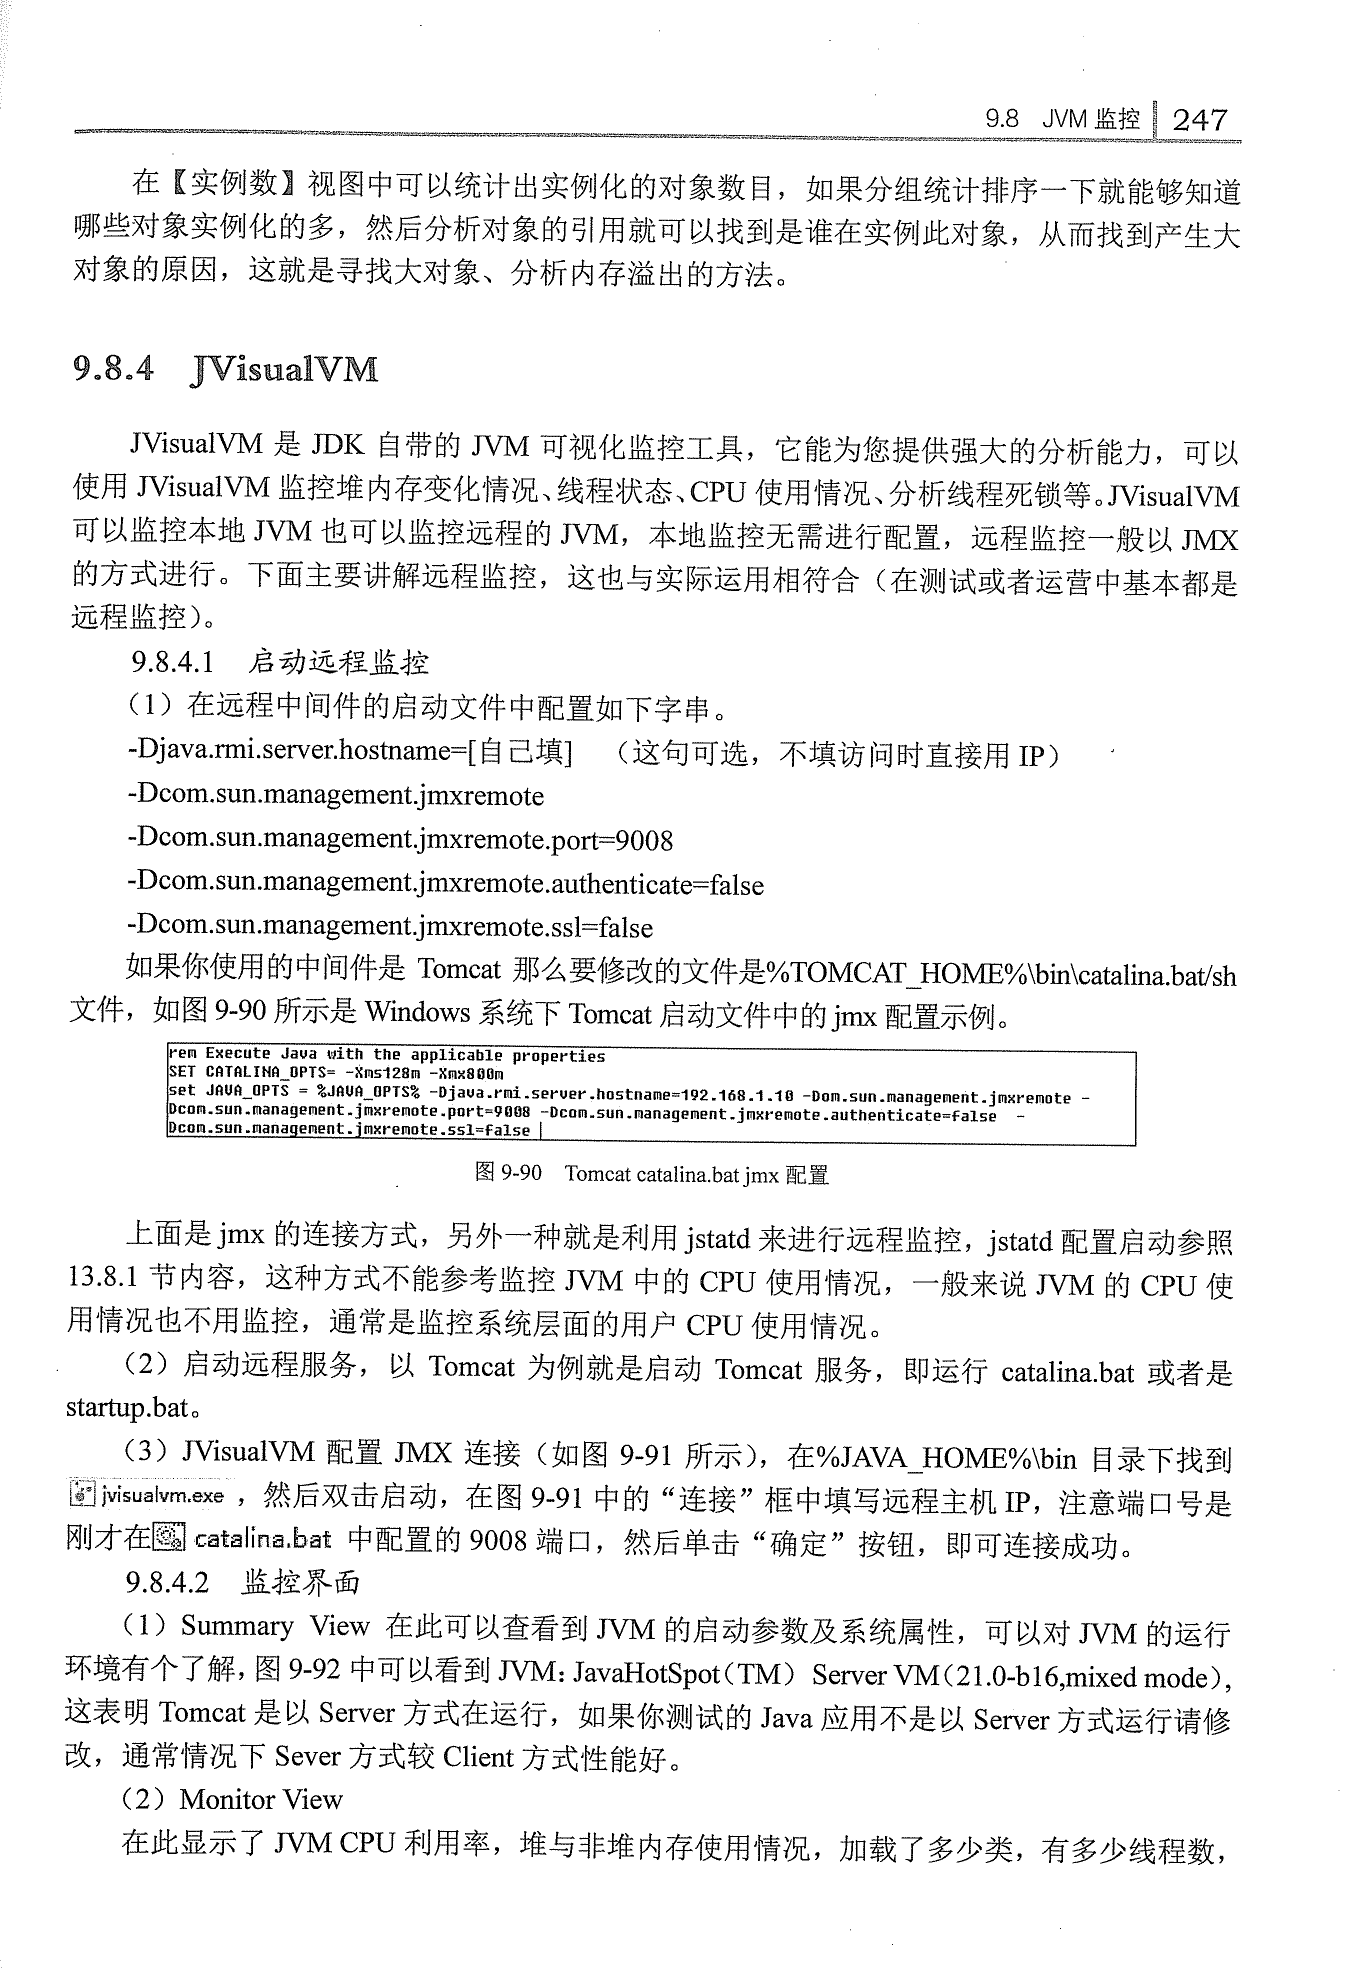 9.8 JVM 监控 247
在【实例数】视图中可以统计出实例化的对象数目，如果分组统计排序一下就能够知道
哪些对象实例化的多，然后分析对象的引用就可以找到是谁在实例此对象，从而找到产生大
对象的原因，这就是寻找大对象、分析内存溢出的方法。
9.8.4 JVisualVM
JVisualVM 是 JDK 自带的 JVM 可视化监控工具，它能为您提供强大的分析能力，可以
使用 JVisualVM 监控堆内存变化情况、线程状态、CPU 使用情况、分析线程死锁等。JVisualVM
可以监控本地 JVM 也可以监控远程的 JVM，本地监控无需进行配置，远程监控一般以 JMX
的方式进行。下面主要讲解远程监控，这也与实际运用相符合（在测试或者运营中基本都是
远程监控）。
9.8.4.1 启动远程监控
（1）在远程中间件的启动文件中配置如下字串。
-Djava.rmi.server.hostname=[自己填] （这句可选，不填访问时直接用 IP）
-Dcom.sun.management.jmxremote
-Dcom.sun.management.jmxremote.port=9008
-Dcom.sun.management.jmxremote.authenticate=false
-Dcom.sun.management.jmxremote.ssl=false
如果你使用的中间件是 Tomcat 那么要修改的文件是%TOMCAT_HOME%\bin\catalina.bat/sh
文件，如图 9-90 所示是 Windows 系统下 Tomcat 启动文件中的 jmx 配置示例。
rem Execute Java with the applicable properties
SET CATALINA_OPTS= -Xms128m -Xmx800m
set JAVA_OPTS = %JAVA_OPTS% -Djava.rmi.server.hostname=192.168.1.10 -Dom.sun.management.jmxremote -
Dcom.sun.management.jmxremote.port=9008 -Dcom.sun.management.jmxremote.authenticate=false -
Dcom.sun.management.jmxremote.ssl=false
图 9-90 Tomcat catalina.bat jmx 配置
上面是 jmx 的连接方式，另外一种就是利用 jstatd 来进行远程监控，jstatd 配置启动参照
13.8.1 节内容，这种方式不能参考监控 JVM 中的 CPU 使用情况，一般来说 JVM 的 CPU 使
用情况也不用监控，通常是监控系统层面的用户 CPU 使用情况。
（2）启动远程服务，以 Tomcat 为例就是启动 Tomcat 服务，即运行 catalina.bat 或者是
startup.bat。
（3）JVisualVM 配置 JMX 连接（如图 9-91 所示），在%JAVA_HOME%\bin 目录下找到
jvisualvm.exe ，然后双击启动，在图 9-91 中的“连接”框中填写远程主机 IP，注意端口号是
刚才在 catalina.bat 中配置的 9008 端口，然后单击“确定”按钮，即可连接成功。
9.8.4.2 监控界面
（1）Summary View 在此可以查看到 JVM 的启动参数及系统属性，可以对 JVM 的运行
环境有个了解，图 9-92 中可以看到 JVM: JavaHotSpot（TM） Server VM（21.0-b16,mixed mode），
这表明 Tomcat 是以 Server 方式在运行，如果你测试的 Java 应用不是以 Server 方式运行请修
改，通常情况下 Sever 方式较 Client 方式性能好。
（2）Monitor View
在此显示了 JVM CPU 利用率，堆与非堆内存使用情况，加载了多少类，有多少线程数，